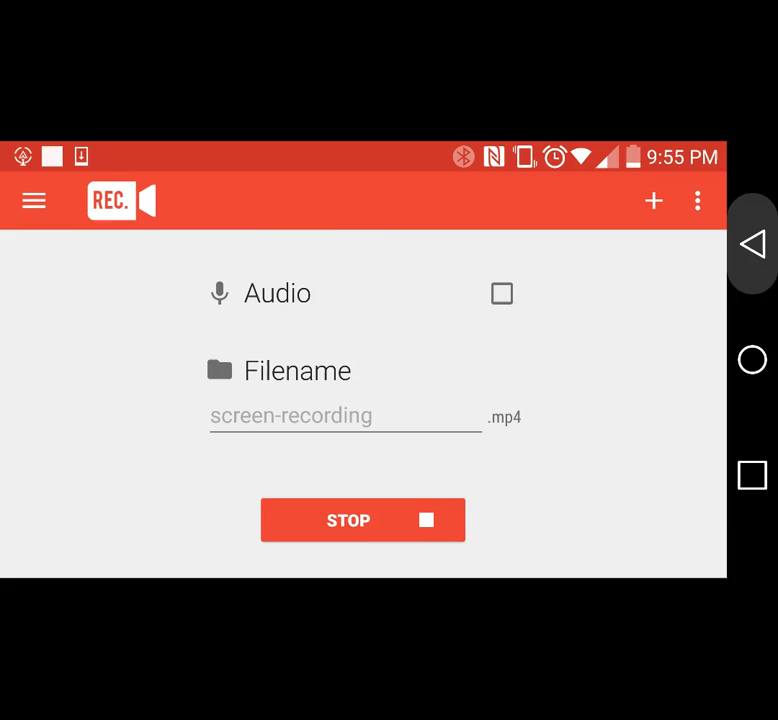 9:55 PM
REC.
Audio
Filename
screen-recording .mp4
STOP